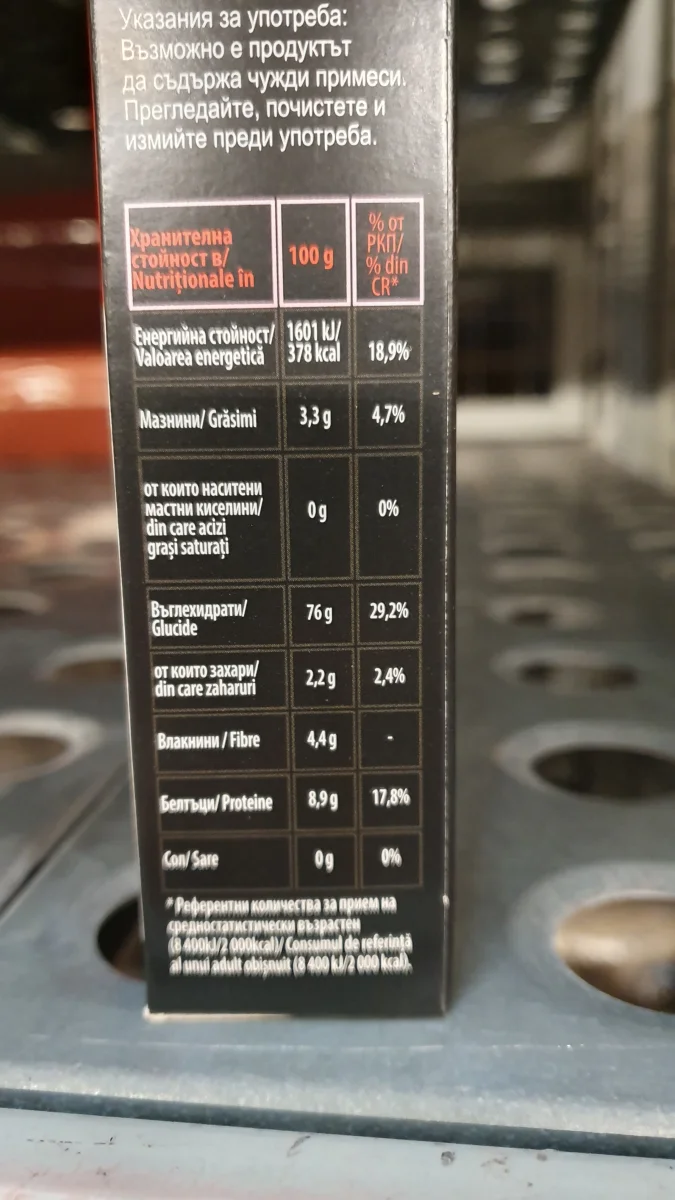 Указания за употреба:
Възможно е продуктът
да съдържа чужди примеси.
Прегледайте, почистете и
измийте преди употреба.
Хранителна
стойност в/
Nutriționale în
100 g
% от
РКП/
% din
CR*
Енергийна стойност/
Valoarea energetică
1601 kJ/
378 kcal
18,9%
Мазнини/ Grăsimi
3,3 g
4,7%
от които наситени
мастни киселини/
din care acizi
grași saturați
0 g
0%
Въглехидрати/
Glucide
76 g
29,2%
от които захари/
din care zaharuri
2,2 g
2,4%
Влакнини / Fibre
4,4 g
-
Белтъци/ Proteine
8,9 g
17,8%
Сол/ Sare
0 g
0%
* Референтни количества за прием на
средностатистически възрастен
(8 400kJ/2 000kcal)/ Consumul de referință
al unui adult obișnuit (8 400 kJ/2 000 kcal).